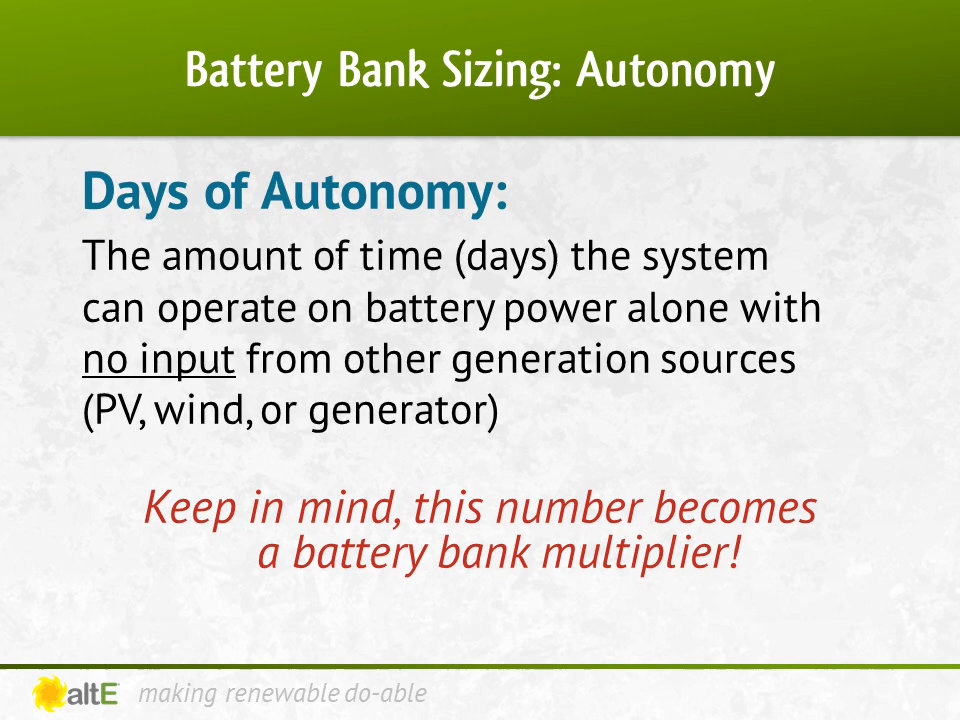 Battery Bank Sizing: Autonomy
Days of Autonomy:
The amount of time (days) the system
can operate on battery power alone with
no input from other generation sources
(PV, wind, or generator)
Keep in mind, this number becomes
a battery bank multiplier!
altE making renewable do-able